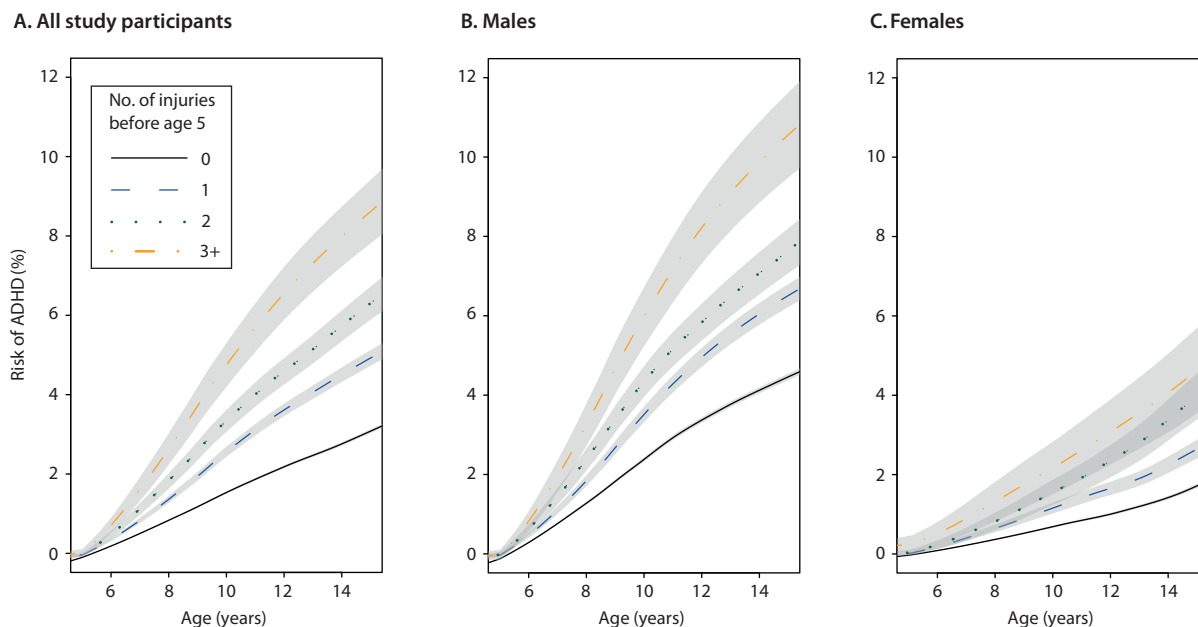 A. All study participants
B. Males
C. Females
No. of injuries
before age 5
0
1
2
3+
Risk of ADHD (%)
12
10
8
6
4
2
0
6 8 10 12 14
Age (years)
12
10
8
6
4
2
0
6 8 10 12 14
Age (years)
12
10
8
6
4
2
0
6 8 10 12 14
Age (years)